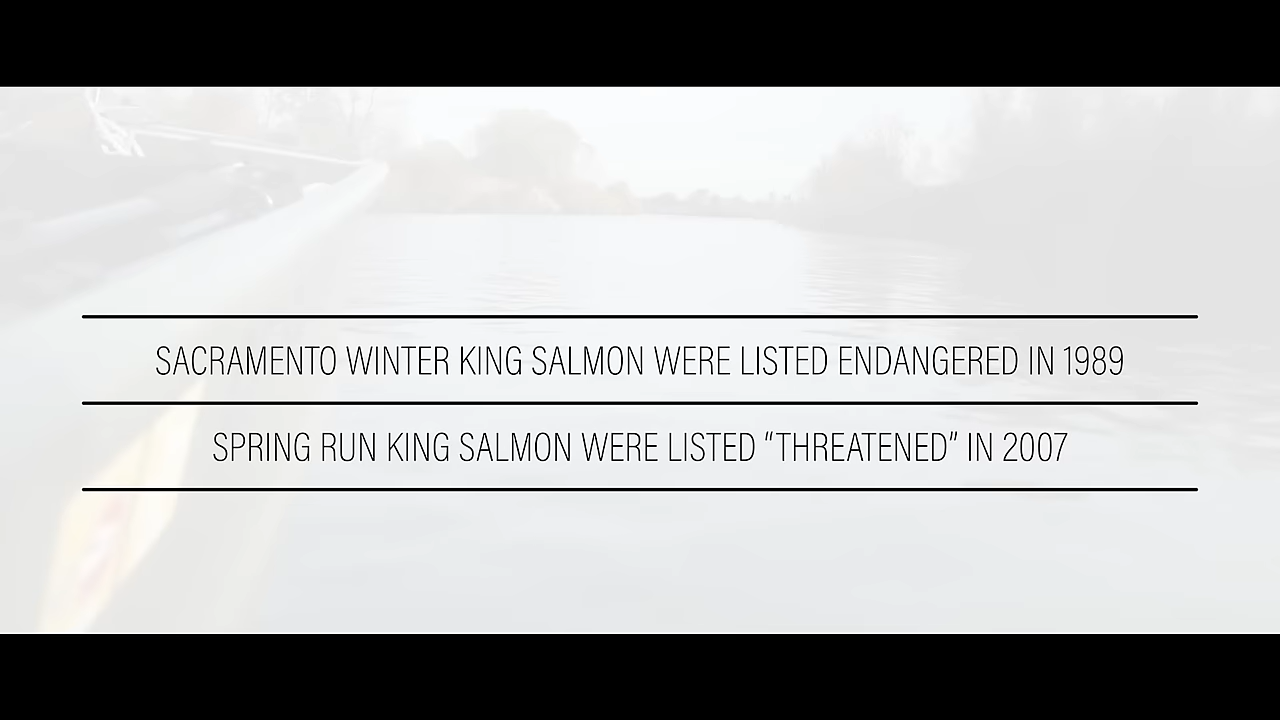 SACRAMENTO WINTER KING SALMON WERE LISTED ENDANGERED IN 1989
SPRING RUN KING SALMON WERE LISTED “THREATENED” IN 2007